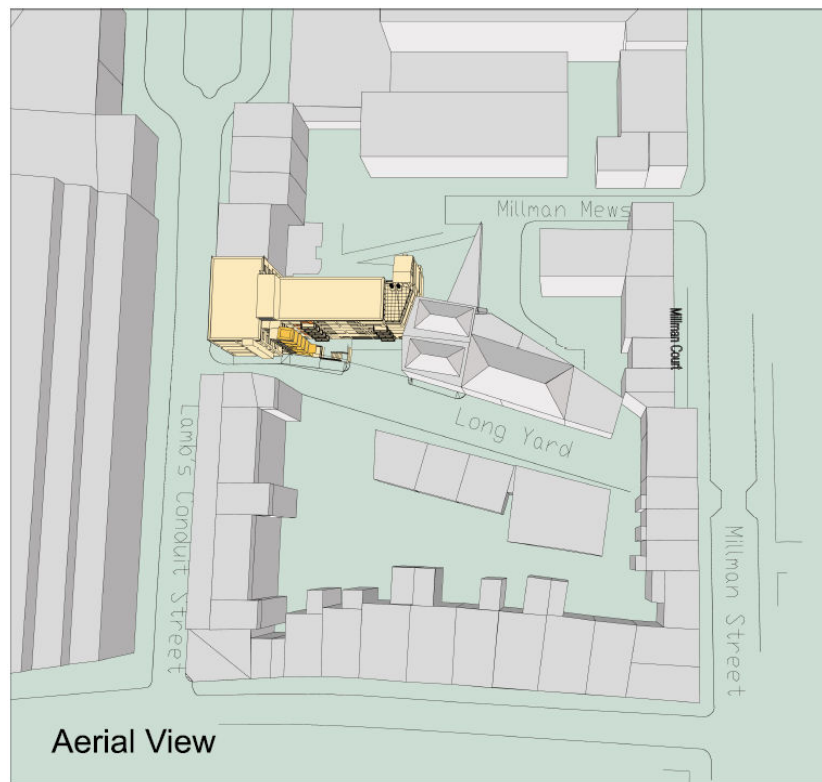 Millman Mews
Millman Court
Long Yard
Lamb's Conduit Street
Millman Street
Aerial View